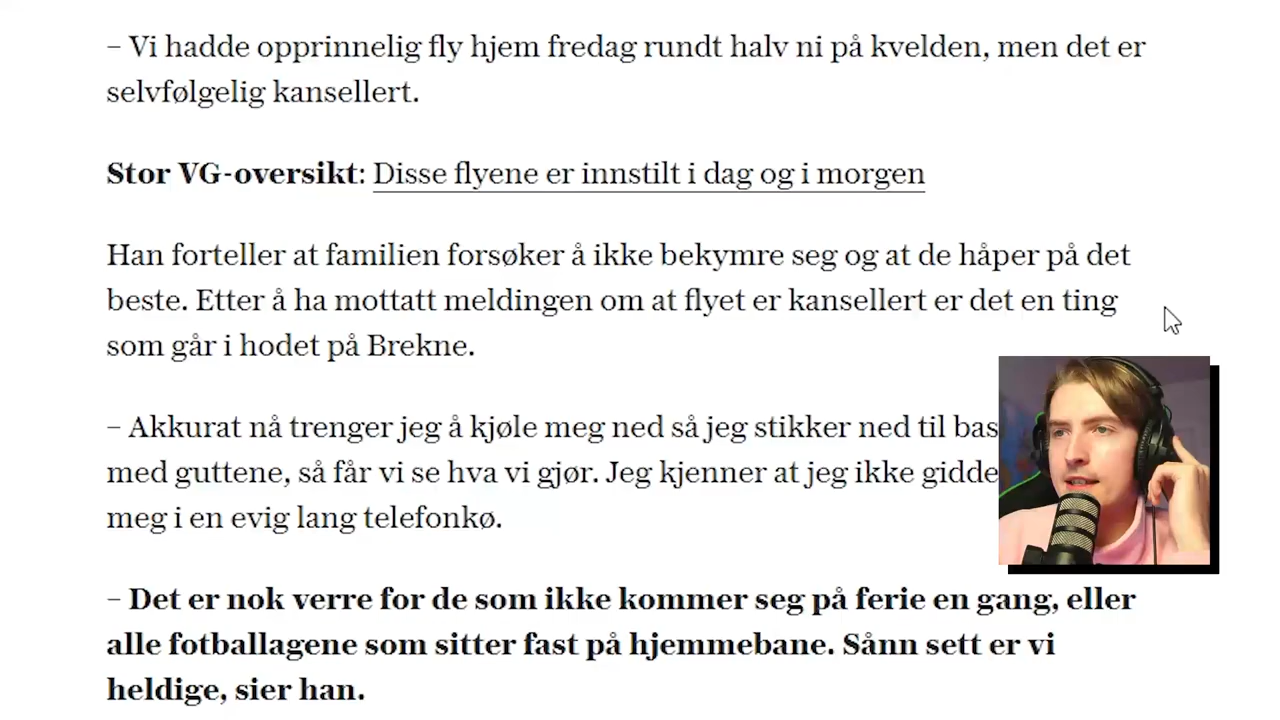 – Vi hadde opprinnelig fly hjem fredag rundt halv ni på kvelden, men det er
selvfølgelig kansellert.
Stor VG-oversikt: Disse flyene er innstilt i dag og i morgen
Han forteller at familien forsøker å ikke bekymre seg og at de håper på det
beste. Etter å ha mottatt meldingen om at flyet er kansellert er det en ting
som går i hodet på Brekne.
– Akkurat nå trenger jeg å kjøle meg ned så jeg stikker ned til
med guttene, så får vi se hva vi gjør. Jeg kjenner at jeg ikke
meg i en evig lang telefonkø.
– Det er nok verre for de som ikke kommer seg på ferie en gang, eller
alle fotballagene som sitter fast på hjemmebane. Sånn sett er vi
heldige, sier han.